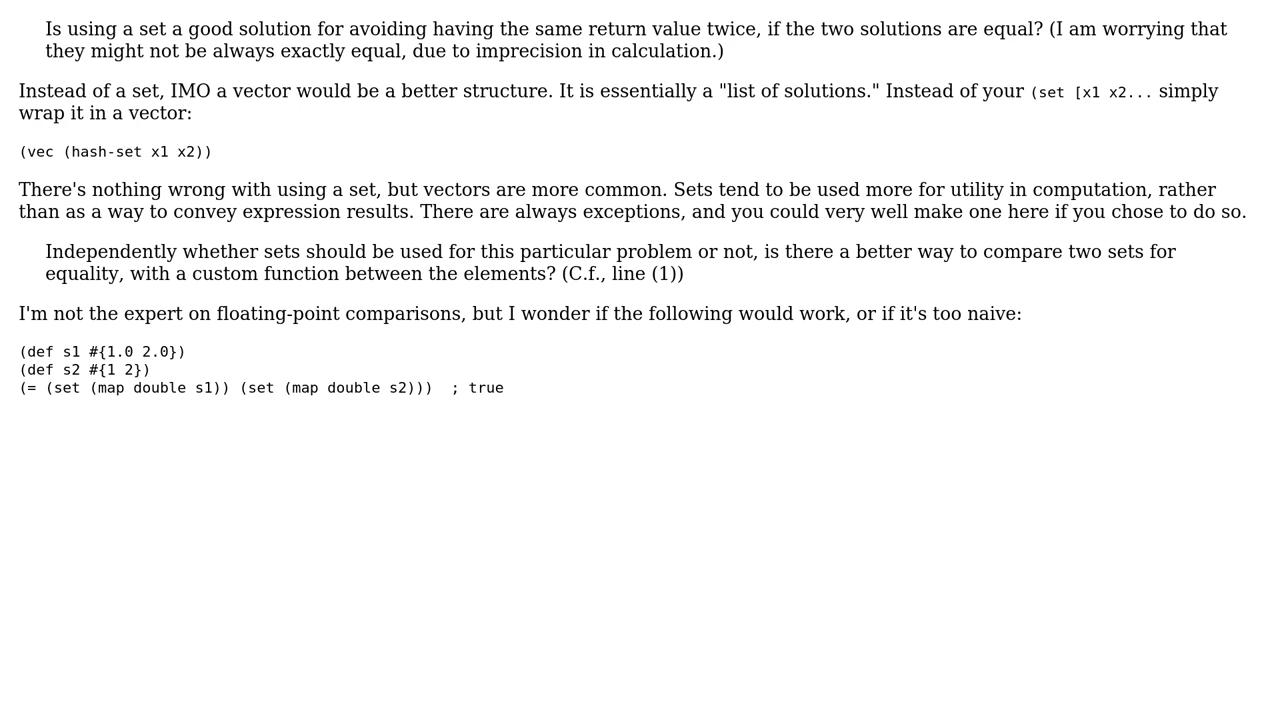 Is using a set a good solution for avoiding having the same return value twice, if the two solutions are equal? (I am worrying that
they might not be always exactly equal, due to imprecision in calculation.)
Instead of a set, IMO a vector would be a better structure. It is essentially a "list of solutions." Instead of your (set [x1 x2... simply
wrap it in a vector:
(vec (hash-set x1 x2))
There's nothing wrong with using a set, but vectors are more common. Sets tend to be used more for utility in computation, rather
than as a way to convey expression results. There are always exceptions, and you could very well make one here if you chose to do so.
Independently whether sets should be used for this particular problem or not, is there a better way to compare two sets for
equality, with a custom function between the elements? (C.f., line (1))
I'm not the expert on floating-point comparisons, but I wonder if the following would work, or if it's too naive:
(def s1 #{1.0 2.0})
(def s2 #{1 2})
(= (set (map double s1)) (set (map double s2)))  ; true